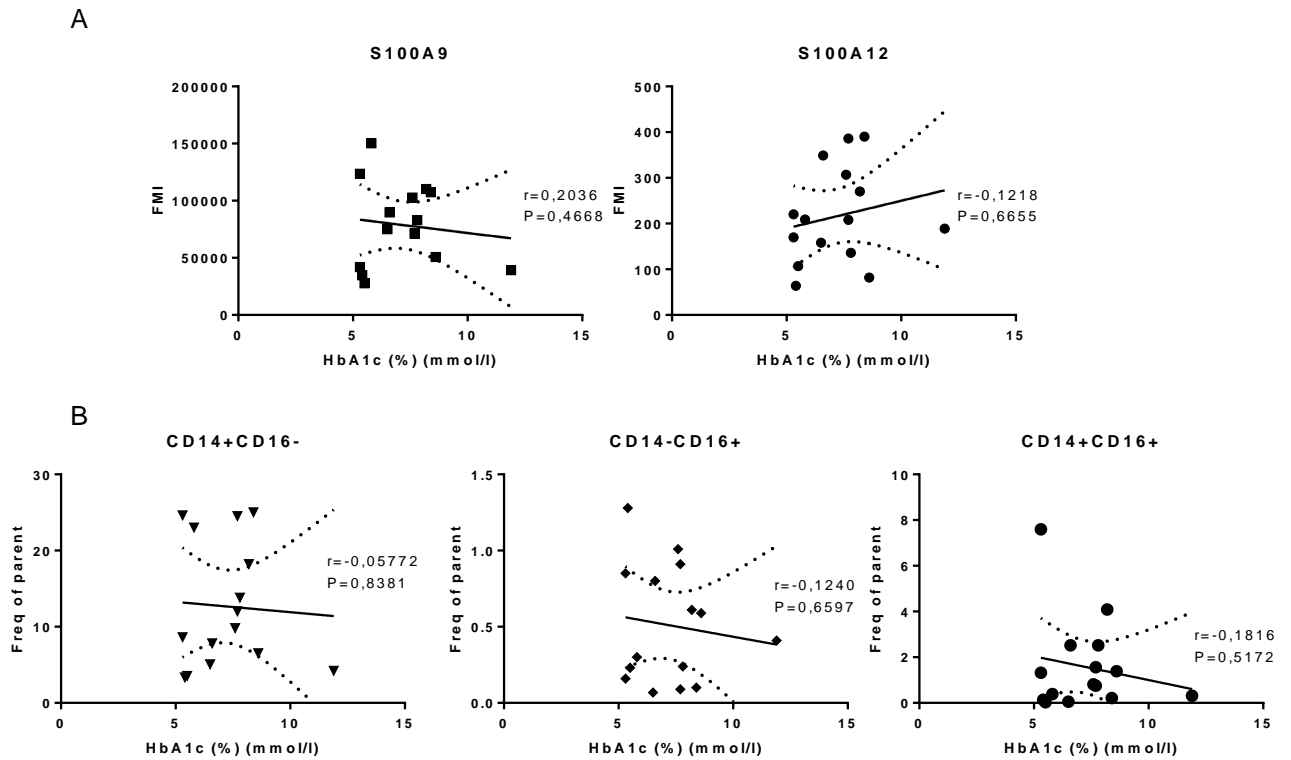 A
S100A9
200000
150000
100000
50000
0
FMI
0 5 10 15
HbA1c (%) (mmol/l)
r=0,2036
P=0,4668
S100A12
500
400
300
200
100
0
FMI
0 5 10 15
HbA1c (%) (mmol/l)
r=-0,1218
P=0,6655
B
CD14+CD16-
30
20
10
0
Freq of parent
0 5 10 15
HbA1c (%) (mmol/l)
r=-0,05772
P=0,8381
CD14-CD16+
1.5
1.0
0.5
0.0
Freq of parent
0 5 10 15
HbA1c (%) (mmol/l)
r=-0,1240
P=0,6597
CD14+CD16+
10
8
6
4
2
0
Freq of parent
0 5 10 15
HbA1c (%) (mmol/l)
r=-0,1816
P=0,5172